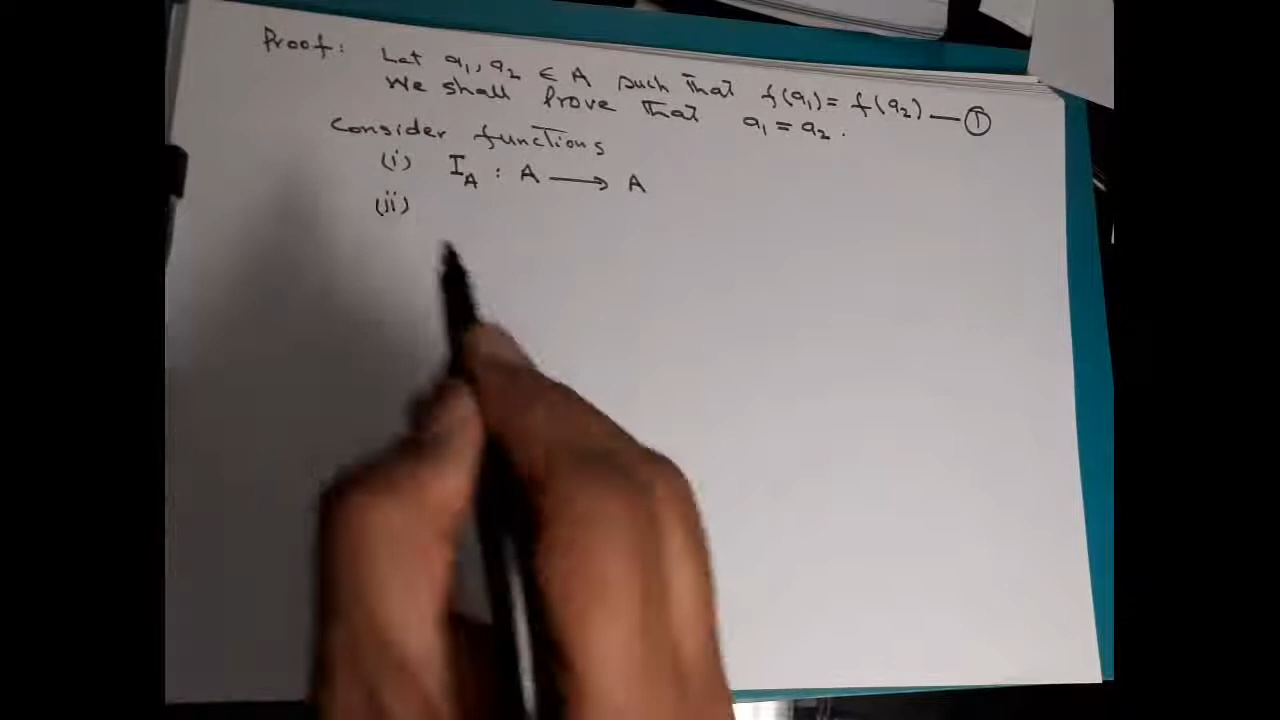 Proof: Let a₁, a₂ ∈ A such that f(a₁) = f(a₂) — ①
We shall prove that a₁ = a₂.
Consider functions
(i) I_A : A ⟶ A
(ii)